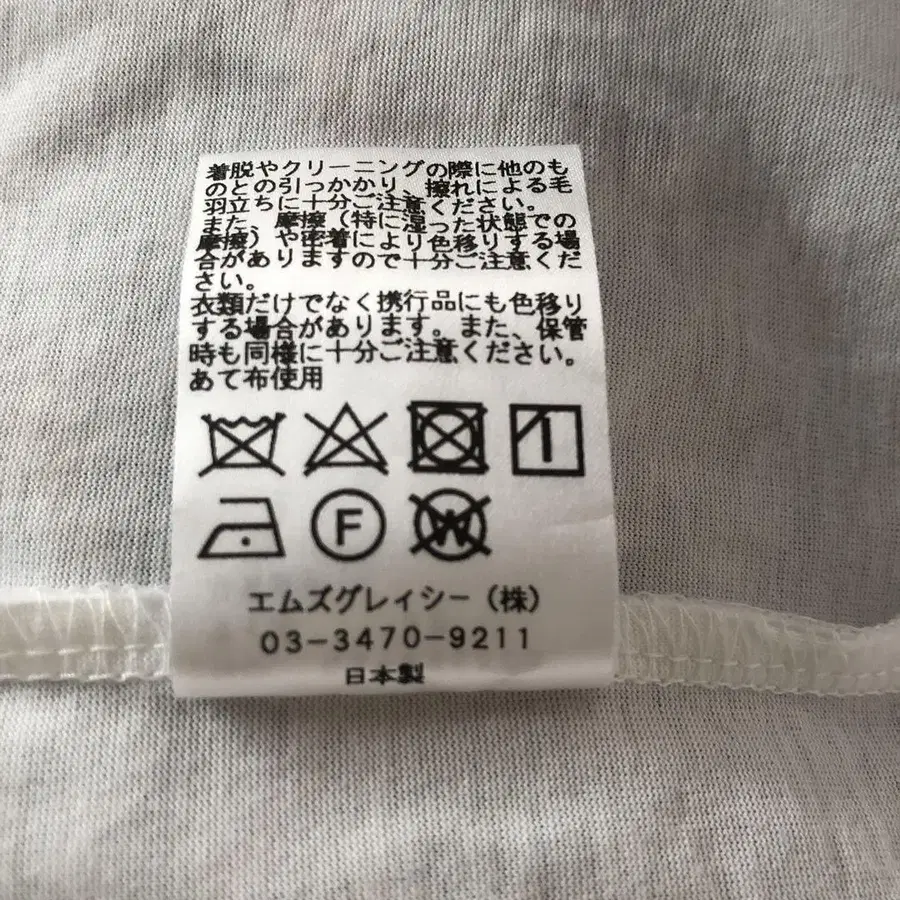 着脱やクリーニングの際に他のも
のとの引っかかり、擦れによる毛
羽立ちに十分ご注意ください。
また、摩擦（特に湿った状態での
摩擦）や密着により色移りする場
合がありますので十分ご注意くだ
さい。
衣類だけでなく携行品にも色移り
する場合があります。また、保管
時も同様に十分ご注意ください。
あて布使用
F W
エムズグレイシー（株）
03-3470-9211
日本製